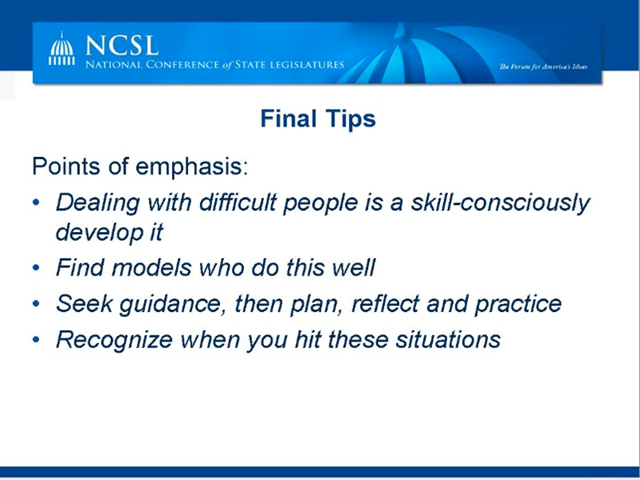 NCSL
NATIONAL CONFERENCE of STATE LEGISLATURES
The Forum for America's Ideas
Final Tips
Points of emphasis:
• Dealing with difficult people is a skill-consciously
develop it
• Find models who do this well
• Seek guidance, then plan, reflect and practice
• Recognize when you hit these situations